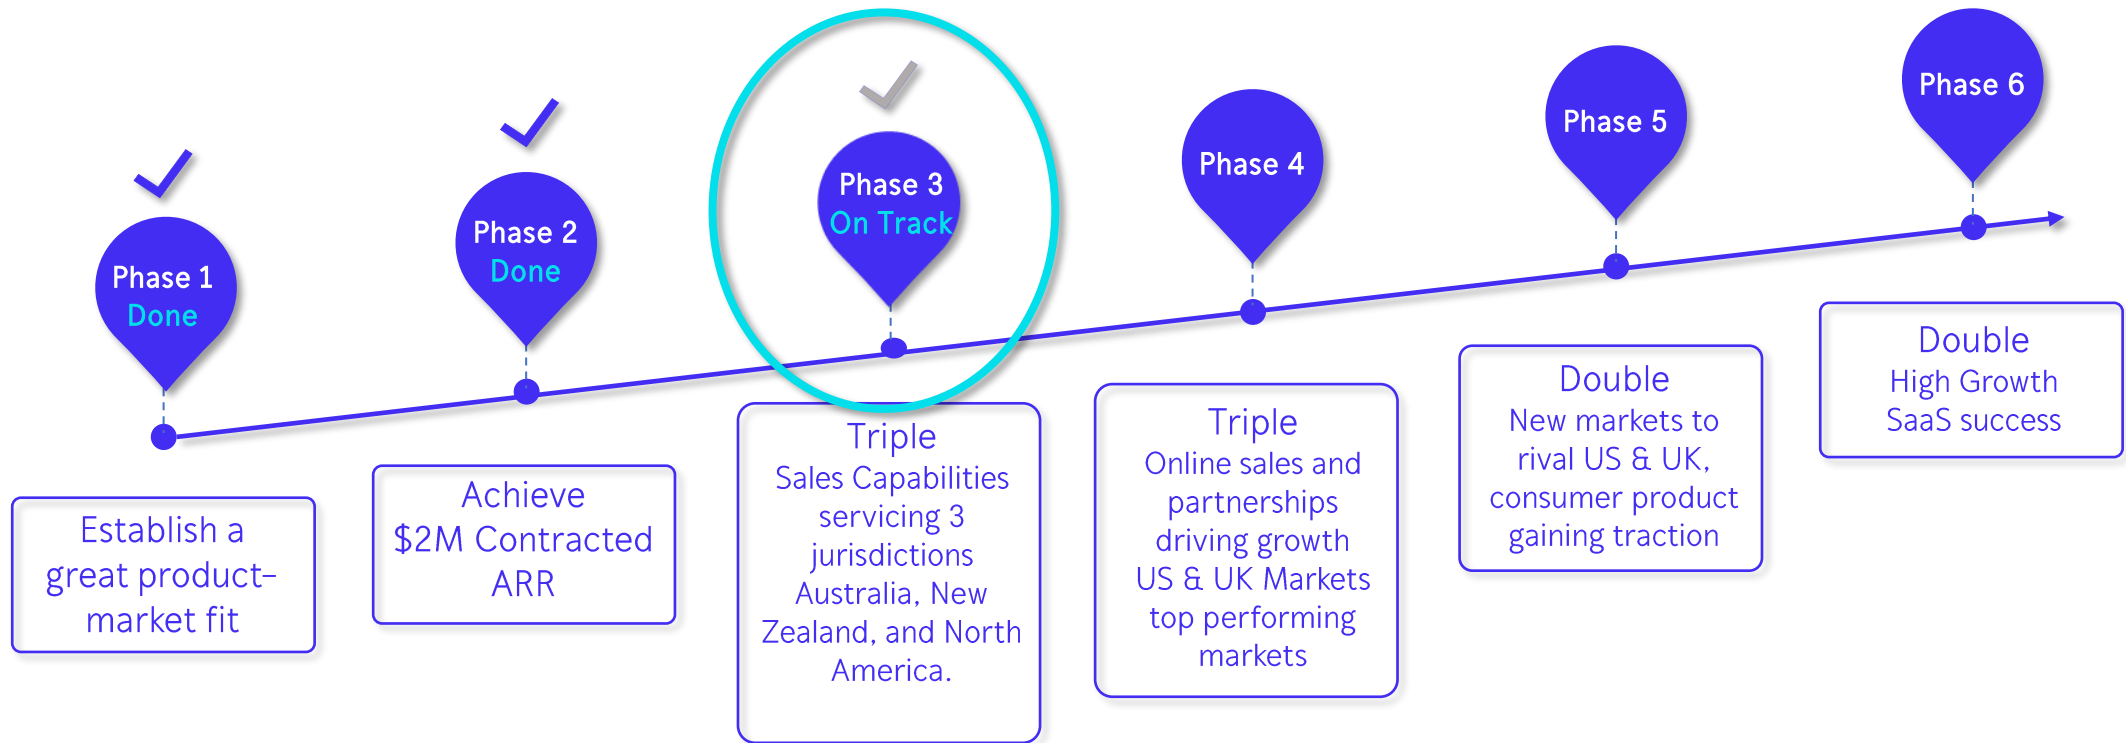 Phase 1
Done
Phase 2
Done
Phase 3
On Track
Phase 4
Phase 5
Phase 6
Establish a
great product-
market fit
Achieve
$2M Contracted
ARR
Triple
Sales Capabilities
servicing 3
jurisdictions
Australia, New
Zealand, and North
America.
Triple
Online sales and
partnerships
driving growth
US & UK Markets
top performing
markets
Double
New markets to
rival US & UK,
consumer product
gaining traction
Double
High Growth
SaaS success